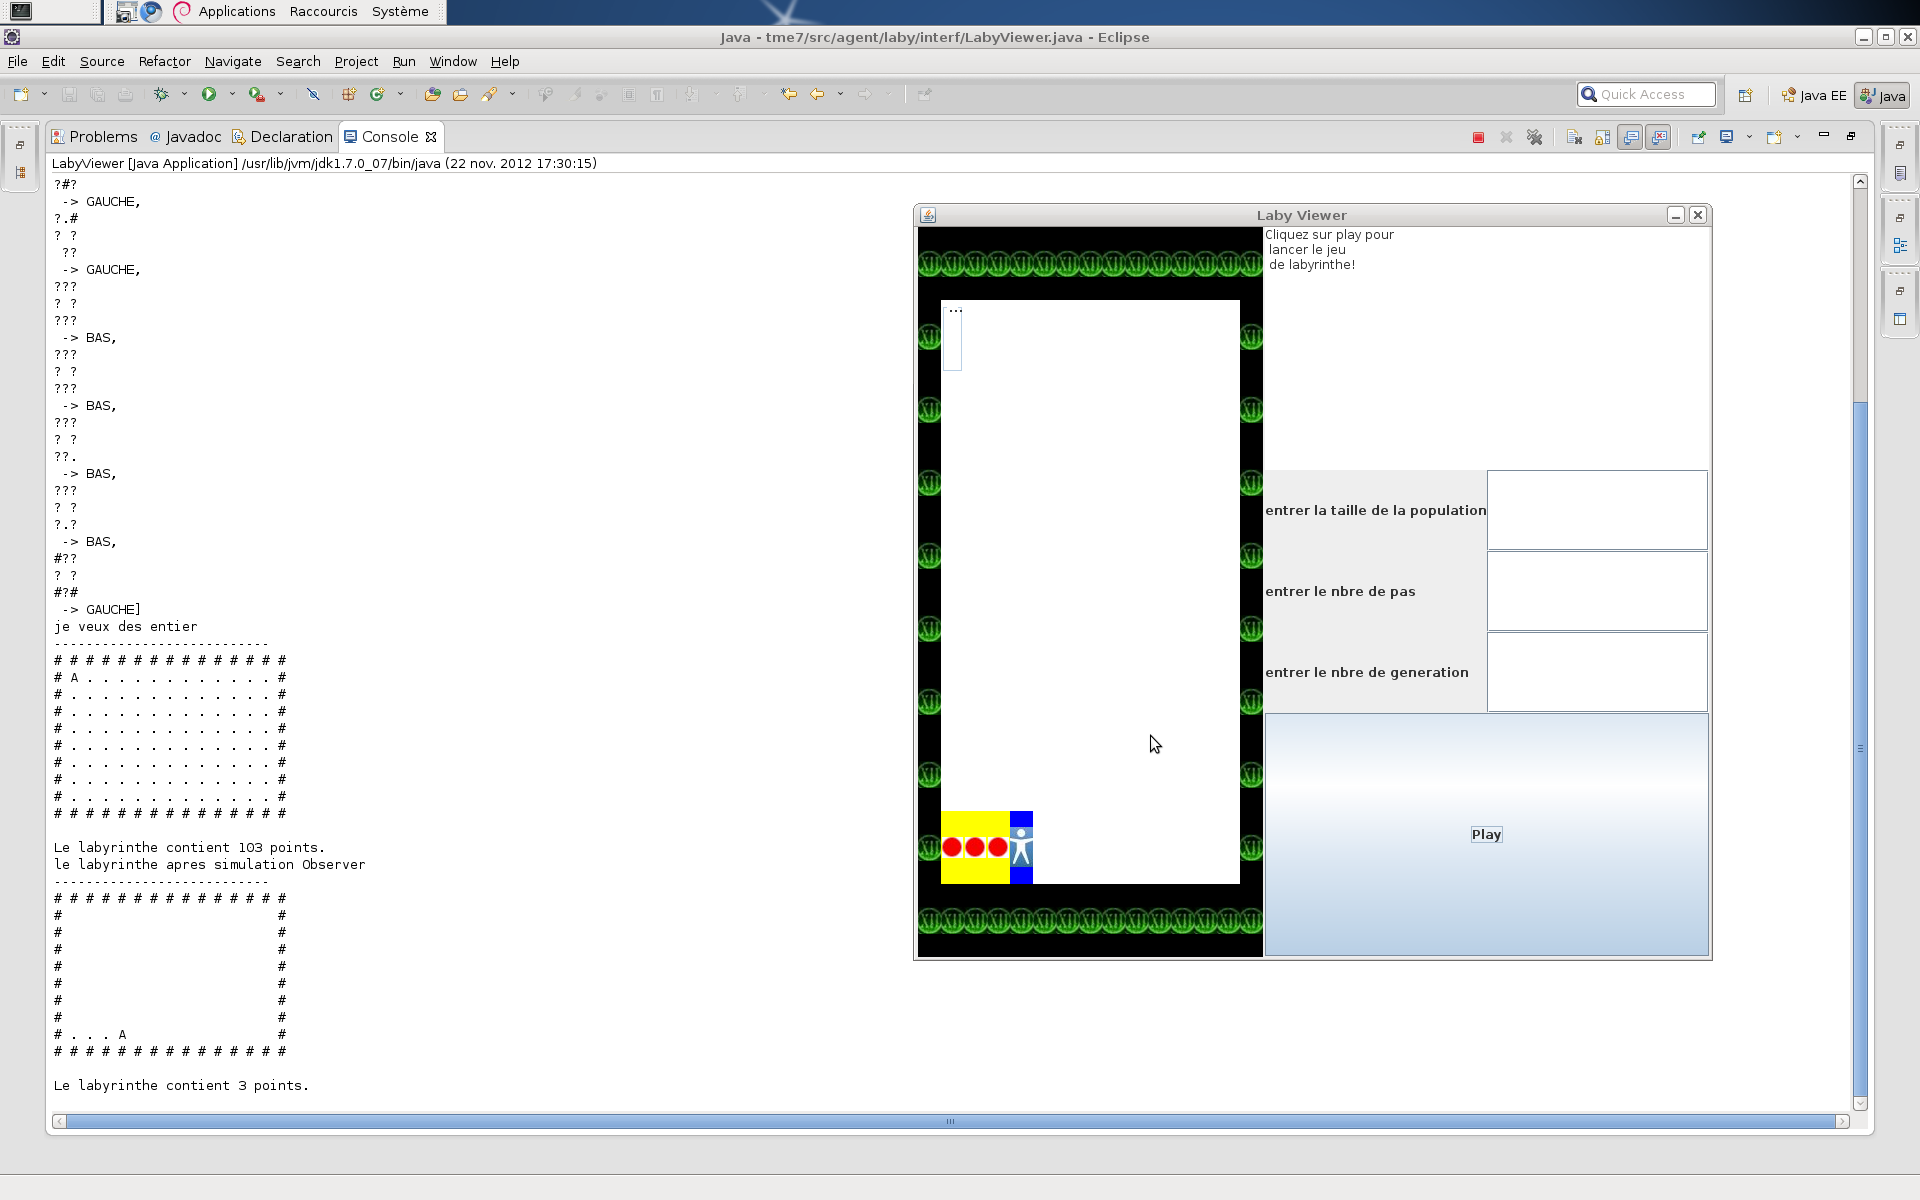 Applications Raccourcis Système
Java - tme7/src/agent/laby/interf/LabyViewer.java - Eclipse
File Edit Source Refactor Navigate Search Project Run Window Help
Quick Access
Java EE
Java
Problems @ Javadoc Declaration Console
LabyViewer [Java Application] /usr/lib/jvm/jdk1.7.0_07/bin/java (22 nov. 2012 17:30:15)
?#?
 -> GAUCHE,
?.#
? ?
 ??
 -> GAUCHE,
???
? ?
???
 -> BAS,
???
? ?
???
 -> BAS,
???
? ?
??.
 -> BAS,
???
? ?
?.?
 -> BAS,
#??
? ?
#?#
 -> GAUCHE]
je veux des entier
---------------------------
# # # # # # # # # # # # # # #
# A . . . . . . . . . . . . #
# . . . . . . . . . . . . . #
# . . . . . . . . . . . . . #
# . . . . . . . . . . . . . #
# . . . . . . . . . . . . . #
# . . . . . . . . . . . . . #
# . . . . . . . . . . . . . #
# . . . . . . . . . . . . . #
# # # # # # # # # # # # # # #
Le labyrinthe contient 103 points.
le labyrinthe apres simulation Observer
---------------------------
# # # # # # # # # # # # # # #
#                           #
#                           #
#                           #
#                           #
#                           #
#                           #
#                           #
# . . . A                   #
# # # # # # # # # # # # # # #
Le labyrinthe contient 3 points.
Laby Viewer
...
Cliquez sur play pour
 lancer le jeu
 de labyrinthe!
entrer la taille de la population
entrer le nbre de pas
entrer le nbre de generation
Play